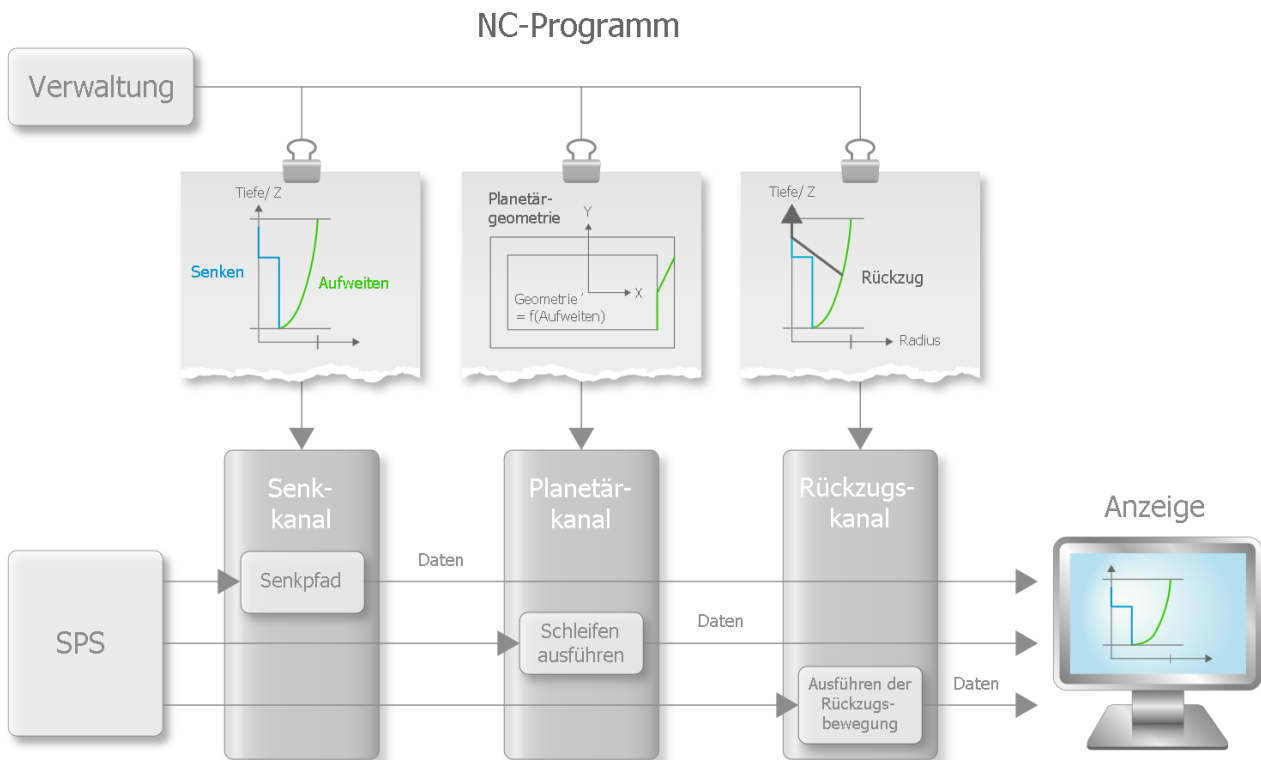 NC-Programm
Verwaltung
Tiefe/ Z
Senken
Aufweiten
Planetär-
geometrie
Y
X
Geometrie '
= f(Aufweiten)
Tiefe/ Z
Rückzug
Radius
Senk-
kanal
Planetär-
kanal
Rückzugs-
kanal
Anzeige
SPS
Senkpfad
Daten
Schleifen
ausführen
Daten
Ausführen der
Rückzugs-
bewegung
Daten